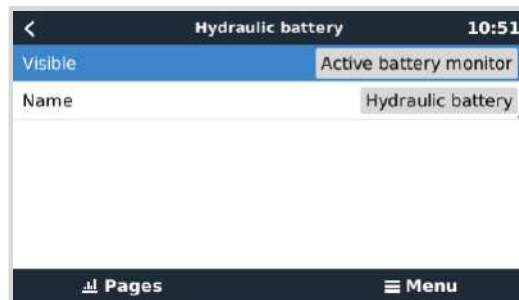 Hydraulic battery 10:51
Visible Active battery monitor
Name Hydraulic battery
Pages Menu